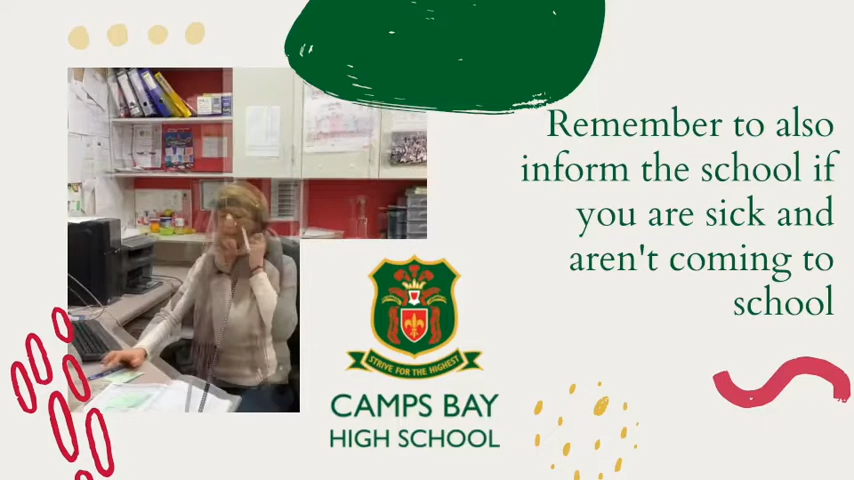 Remember to also
inform the school if
you are sick and
aren't coming to
school
STRIVE FOR THE HIGHEST
CAMPS BAY
HIGH SCHOOL